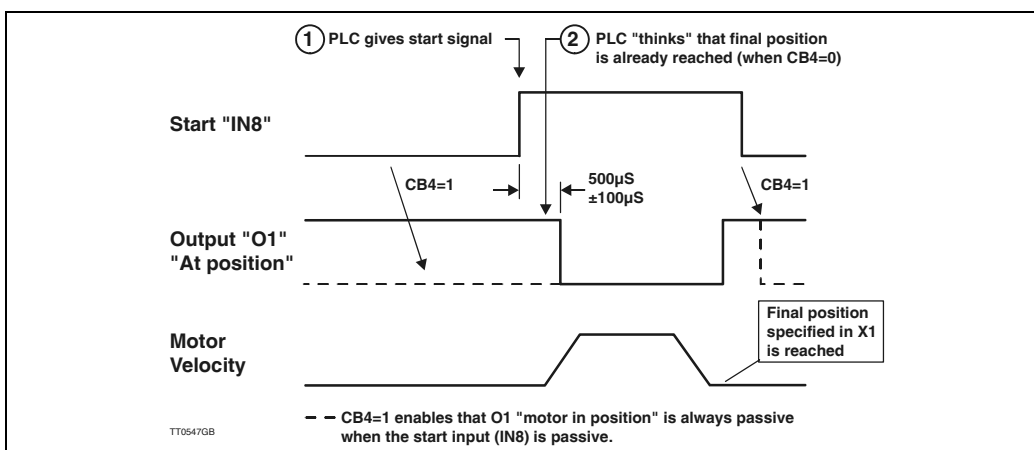 1 PLC gives start signal
2 PLC "thinks" that final position
is already reached (when CB4=0)
Start "IN8"
CB4=1
500µS
±100µS
CB4=1
Output "O1"
"At position"
Final position
specified in X1
is reached
Motor
Velocity
CB4=1 enables that O1 "motor in position" is always passive
when the start input (IN8) is passive.
TT0547GB